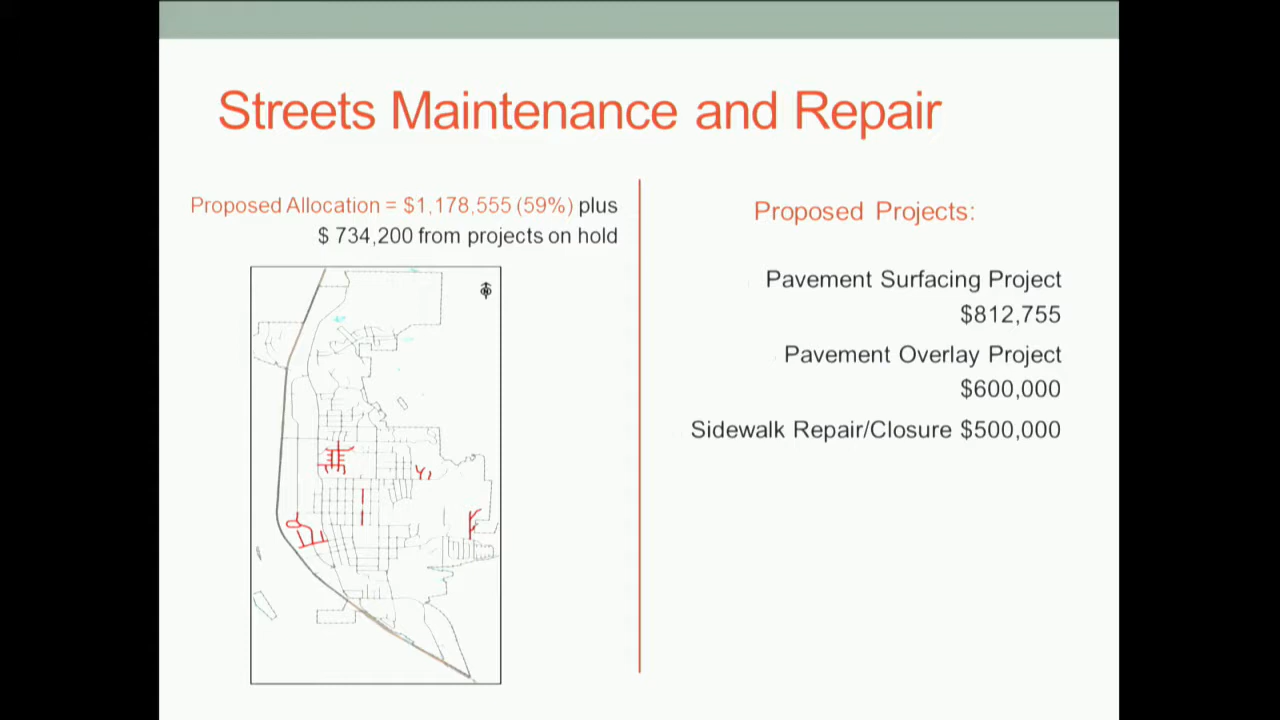 Streets Maintenance and Repair
Proposed Allocation = $1,178,555 (59%) plus
$ 734,200 from projects on hold
Proposed Projects:
Pavement Surfacing Project
$812,755
Pavement Overlay Project
$600,000
Sidewalk Repair/Closure $500,000